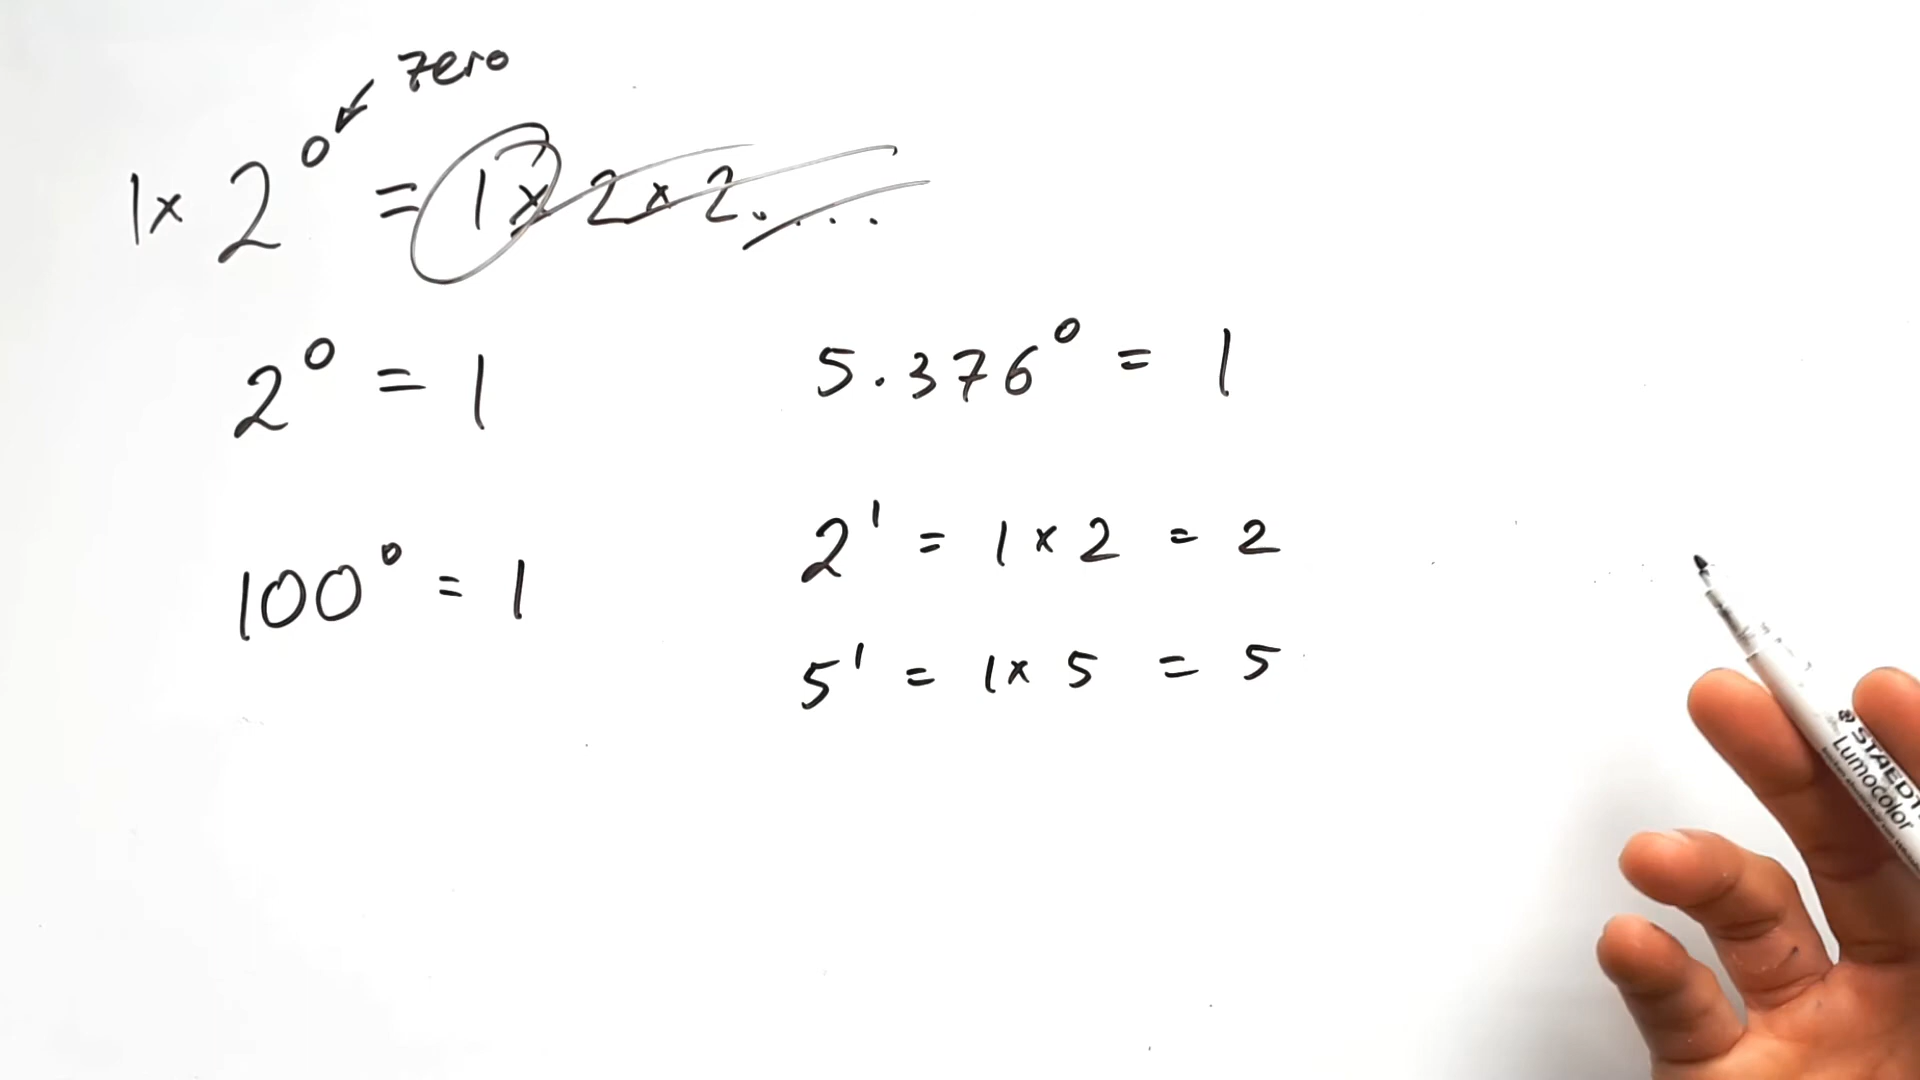 zero
1 x 2⁰ = 1 x 2 x 2 . . . .
2⁰ = 1
5.376⁰ = 1
100⁰ = 1
2¹ = 1 x 2 = 2
5¹ = 1 x 5 = 5
STAEDT
Lumocolor